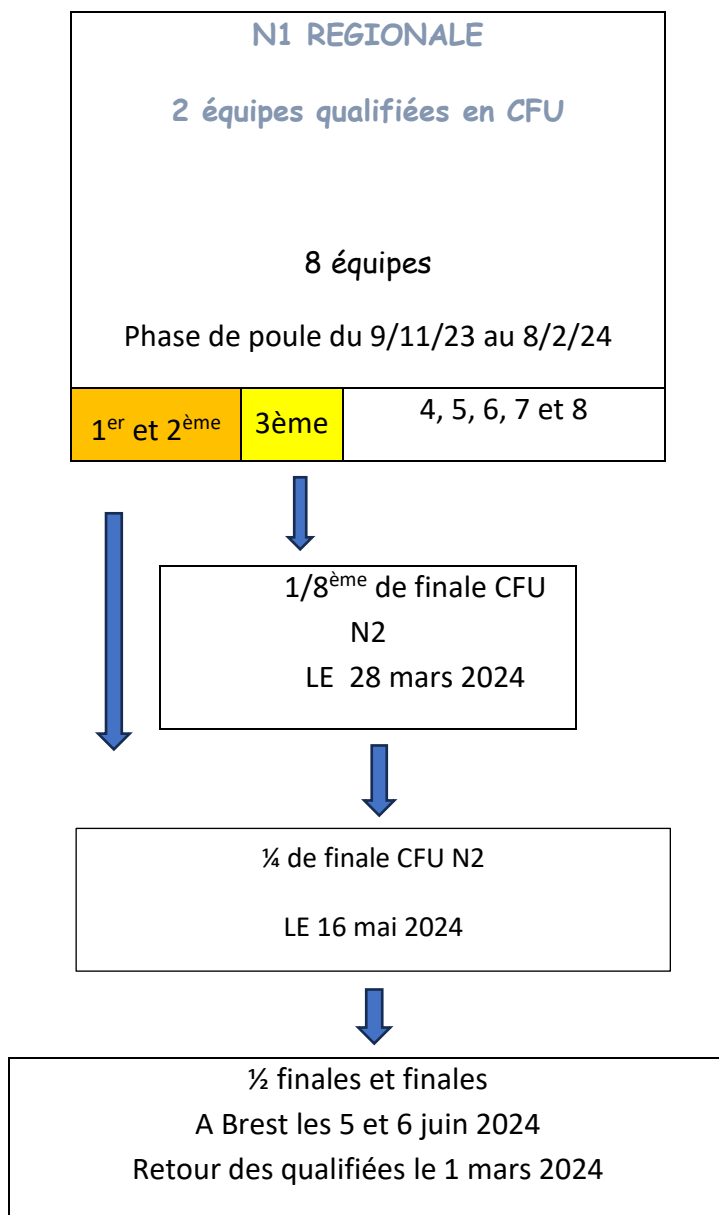 N1 REGIONALE
2 équipes qualifiées en CFU
8 équipes
Phase de poule du 9/11/23 au 8/2/24
1er et 2ème
3ème
4, 5, 6, 7 et 8
1/8ème de finale CFU
N2
LE 28 mars 2024
¼ de finale CFU N2
LE 16 mai 2024
½ finales et finales
A Brest les 5 et 6 juin 2024
Retour des qualifiées le 1 mars 2024